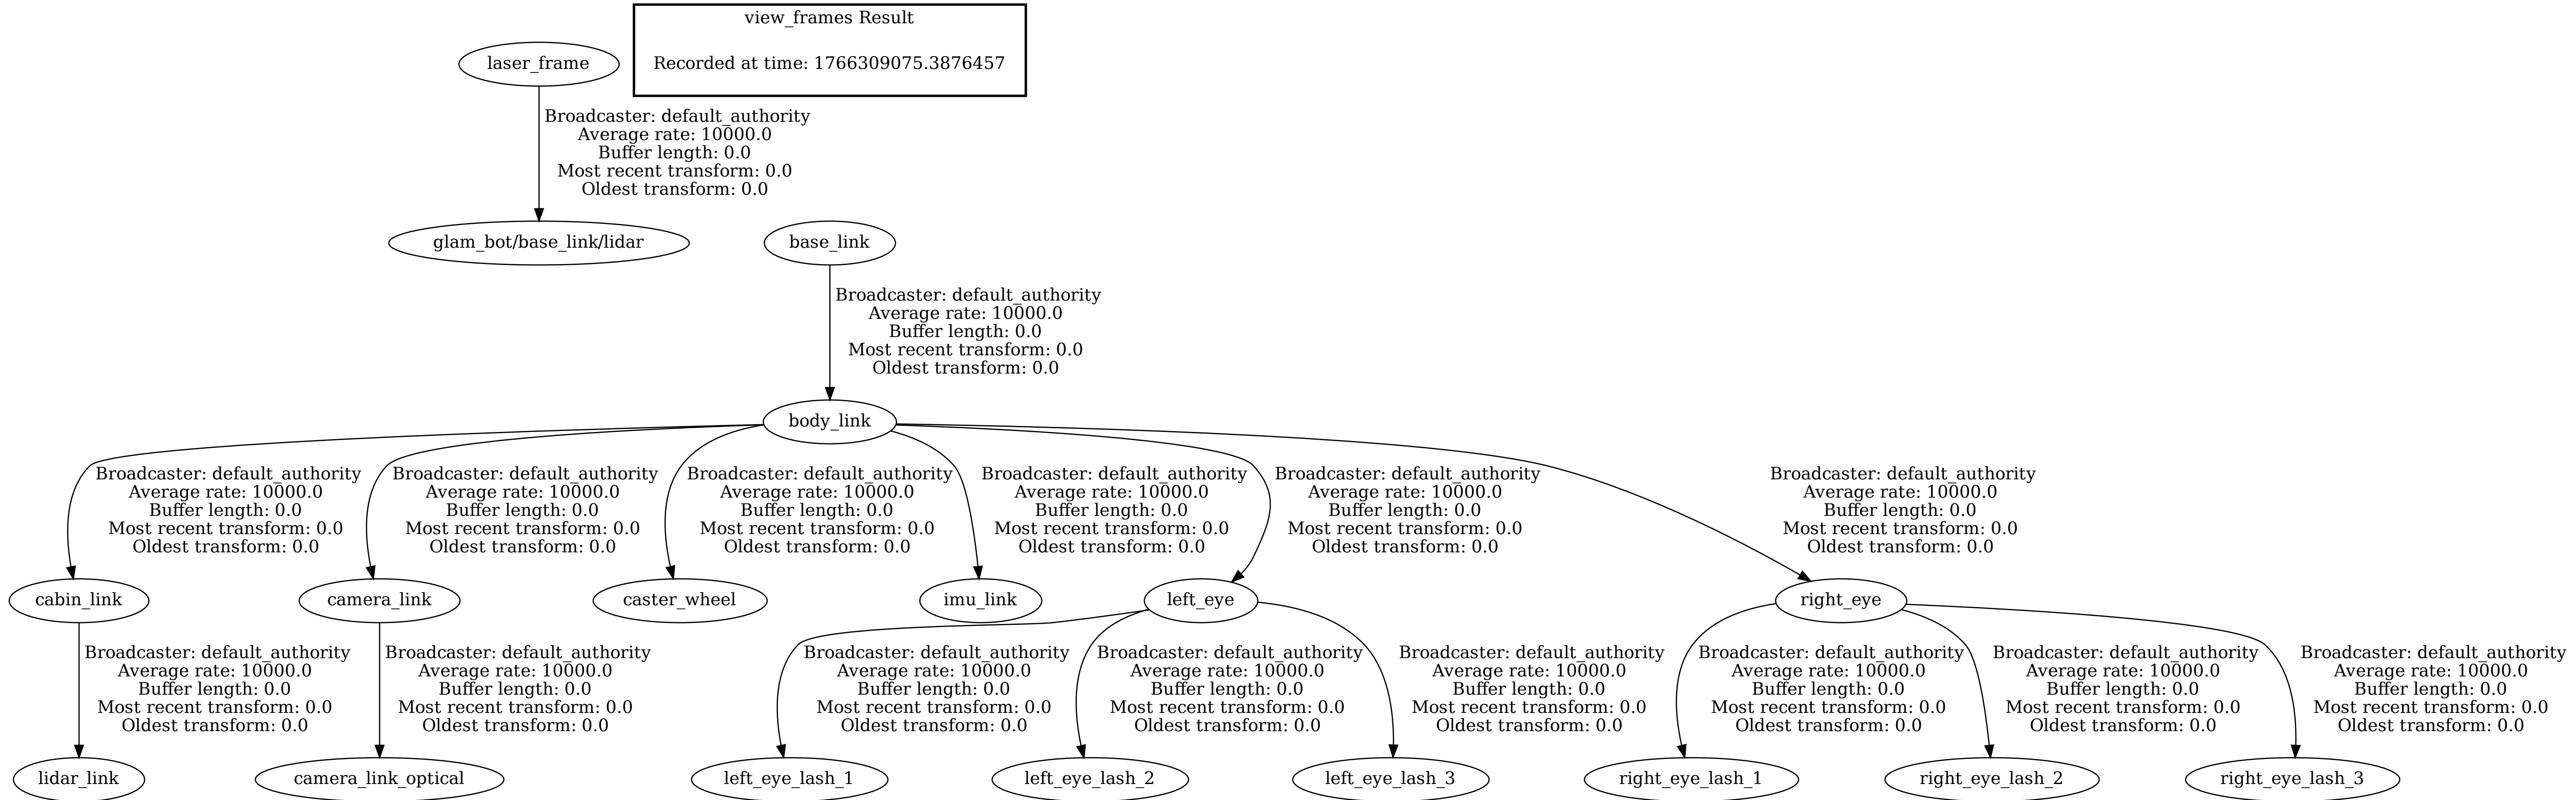 view_frames Result
Recorded at time: 1766309075.3876457
laser_frame
Broadcaster: default_authority
Average rate: 10000.0
Buffer length: 0.0
Most recent transform: 0.0
Oldest transform: 0.0
glam_bot/base_link/lidar
base_link
Broadcaster: default_authority
Average rate: 10000.0
Buffer length: 0.0
Most recent transform: 0.0
Oldest transform: 0.0
body_link
Broadcaster: default_authority
Average rate: 10000.0
Buffer length: 0.0
Most recent transform: 0.0
Oldest transform: 0.0
Broadcaster: default_authority
Average rate: 10000.0
Buffer length: 0.0
Most recent transform: 0.0
Oldest transform: 0.0
Broadcaster: default_authority
Average rate: 10000.0
Buffer length: 0.0
Most recent transform: 0.0
Oldest transform: 0.0
Broadcaster: default_authority
Average rate: 10000.0
Buffer length: 0.0
Most recent transform: 0.0
Oldest transform: 0.0
Broadcaster: default_authority
Average rate: 10000.0
Buffer length: 0.0
Most recent transform: 0.0
Oldest transform: 0.0
Broadcaster: default_authority
Average rate: 10000.0
Buffer length: 0.0
Most recent transform: 0.0
Oldest transform: 0.0
cabin_link
camera_link
caster_wheel
imu_link
left_eye
right_eye
Broadcaster: default_authority
Average rate: 10000.0
Buffer length: 0.0
Most recent transform: 0.0
Oldest transform: 0.0
Broadcaster: default_authority
Average rate: 10000.0
Buffer length: 0.0
Most recent transform: 0.0
Oldest transform: 0.0
Broadcaster: default_authority
Average rate: 10000.0
Buffer length: 0.0
Most recent transform: 0.0
Oldest transform: 0.0
Broadcaster: default_authority
Average rate: 10000.0
Buffer length: 0.0
Most recent transform: 0.0
Oldest transform: 0.0
Broadcaster: default_authority
Average rate: 10000.0
Buffer length: 0.0
Most recent transform: 0.0
Oldest transform: 0.0
Broadcaster: default_authority
Average rate: 10000.0
Buffer length: 0.0
Most recent transform: 0.0
Oldest transform: 0.0
Broadcaster: default_authority
Average rate: 10000.0
Buffer length: 0.0
Most recent transform: 0.0
Oldest transform: 0.0
Broadcaster: default_authority
Average rate: 10000.0
Buffer length: 0.0
Most recent transform: 0.0
Oldest transform: 0.0
lidar_link
camera_link_optical
left_eye_lash_1
left_eye_lash_2
left_eye_lash_3
right_eye_lash_1
right_eye_lash_2
right_eye_lash_3